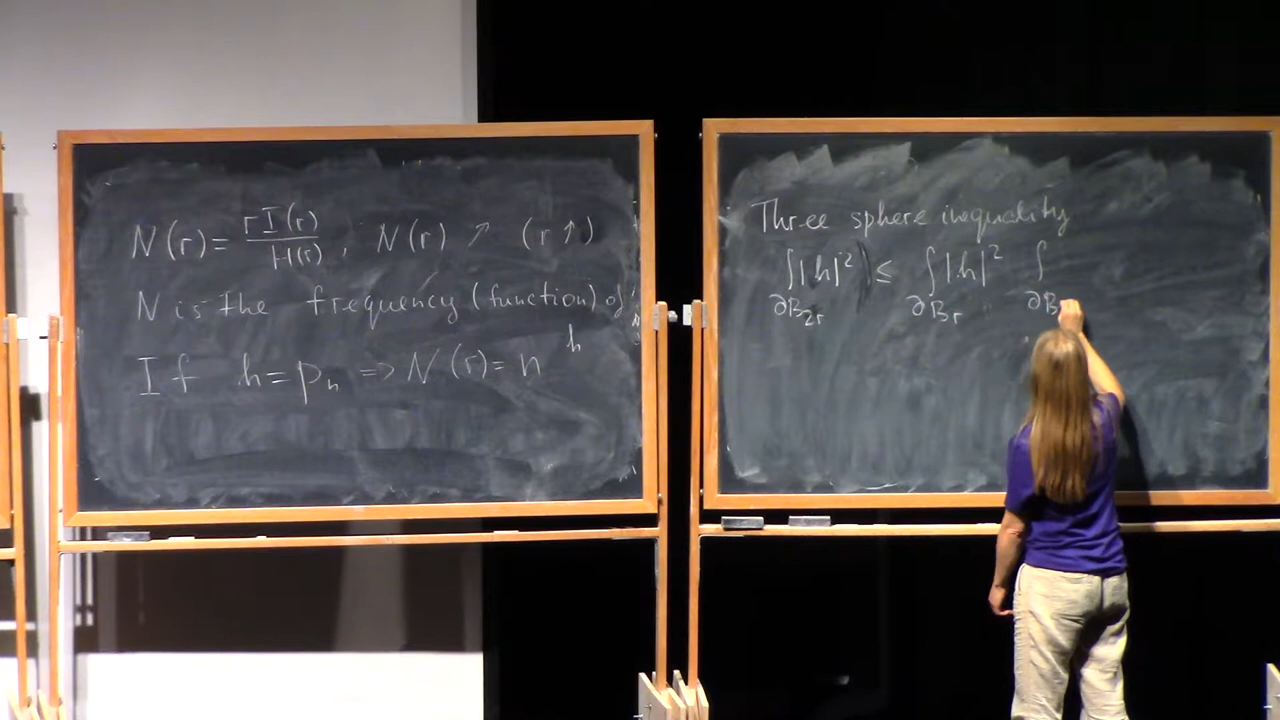 N(r) = rI(r)/H(r), N(r) ↗ (r↑)
N is the frequency (function) of
h
If h = pₙ => N(r) = n
Three sphere inequality
∫|h|² ) ≤ ∫|h|² ∫
∂B₂ᵣ ∂Bᵣ ∂B